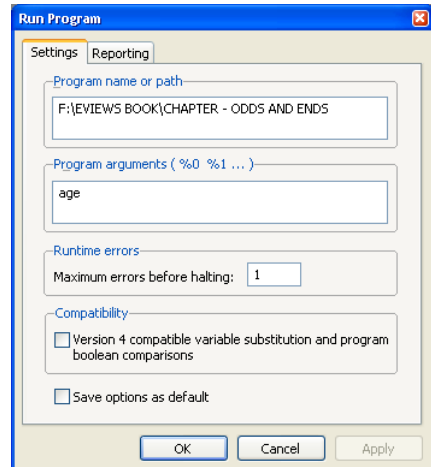 Run Program
Settings
Reporting
Program name or path
F:\EVIEWS BOOK\CHAPTER - ODDS AND ENDS
Program arguments ( %0 %1 ... )
age
Runtime errors
Maximum errors before halting:
1
Compatibility
Version 4 compatible variable substitution and program
boolean comparisons
Save options as default
OK
Cancel
Apply